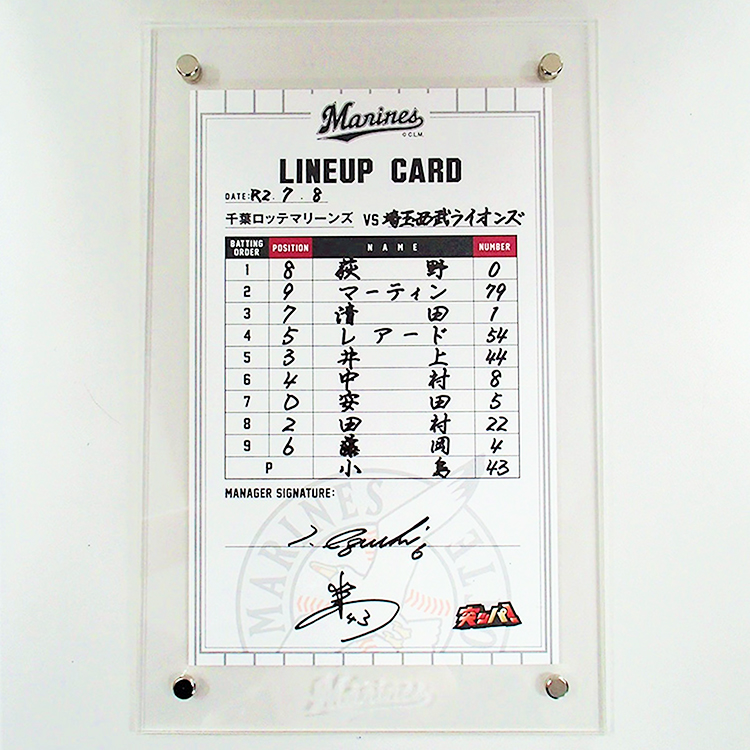 Marines
© C.L.M.
LINEUP CARD
DATE: R2. 7. 8
千葉ロッテマリーンズ VS 埼玉西武ライオンズ
BATTING ORDER POSITION NAME NUMBER
1 8 荻野 0
2 9 マーティン 79
3 7 清田 1
4 5 レアード 54
5 3 井上 44
6 4 中村 8
7 0 安田 5
8 2 田村 22
9 6 藤岡 4
P 小島 43
MANAGER SIGNATURE:
MARINES
T. Iguchi 6
43
突ッパ!
Marines